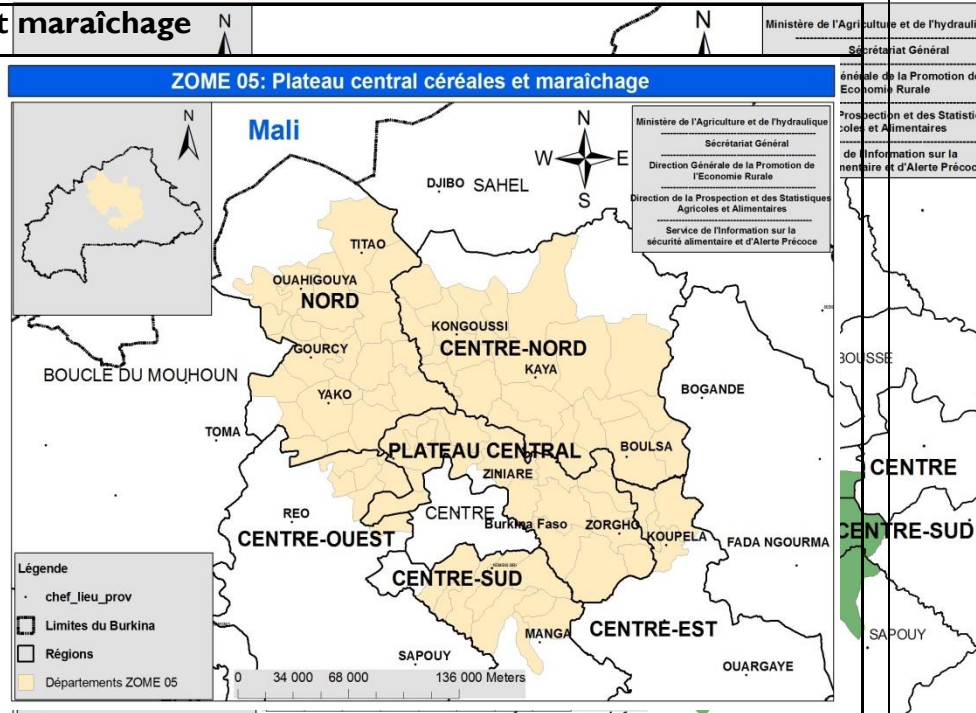 t maraîchage
N
N
Ministère de l'Agriculture et de l'hydrauli
Sécrétariat Général
énérale de la Promotion de
Economie Rurale
Prospection et des Statisti
coles et Alimentaires
de l'Information sur la
mentaire et d'Alerte Précoc
ZOME 05: Plateau central céréales et maraîchage
N
Mali
N
W
E
S
Ministère de l'Agriculture et de l'hydraulique
Sécrétariat Général
Direction Générale de la Promotion de
l'Economie Rurale
Direction de la Prospection et des Statistiques
Agricoles et Alimentaires
Service de l'Information sur la
sécurité alimentaire et d'Alerte Précoce
DJIBO SAHEL
TITAO
OUAHIGOUYA
NORD
KONGOUSSI
CENTRE-NORD
GOURCY
KAYA
BOUCLE DU MOUHOUN
BOGANDE
YAKO
TOMA
PLATEAU CENTRAL
BOULSA
ZINIARE
REO
CENTRE
Burkina Faso
ZORGHO
KOUPELA
CENTRE-OUEST
FADA NGOURMA
CENTRE-SUD
MANGA
CENTRE-EST
SAPOUY
OUARGAYE
BOUSSE
CENTRE
CENTRE-SUD
SAPOUY
Légende
chef_lieu_prov
Limites du Burkina
Régions
Départements ZOME 05
0 34 000 68 000 136 000 Meters